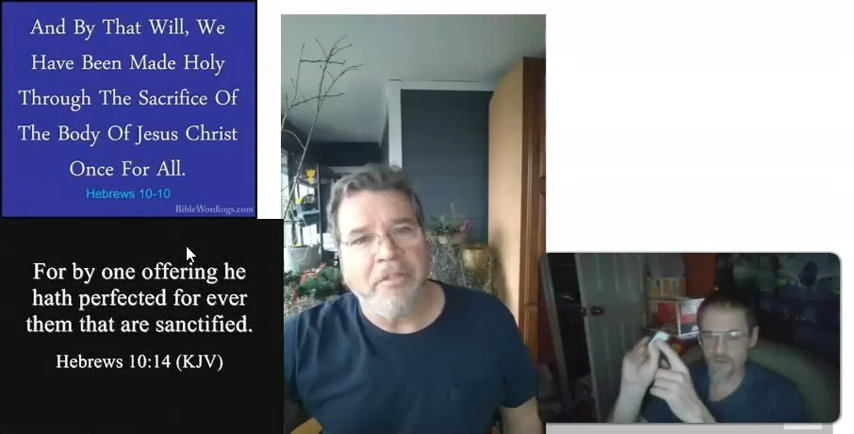 And By That Will, We
Have Been Made Holy
Through The Sacrifice Of
The Body Of Jesus Christ
Once For All.
Hebrews 10-10
BibleWordings.com
For by one offering he
hath perfected for ever
them that are sanctified.
Hebrews 10:14 (KJV)